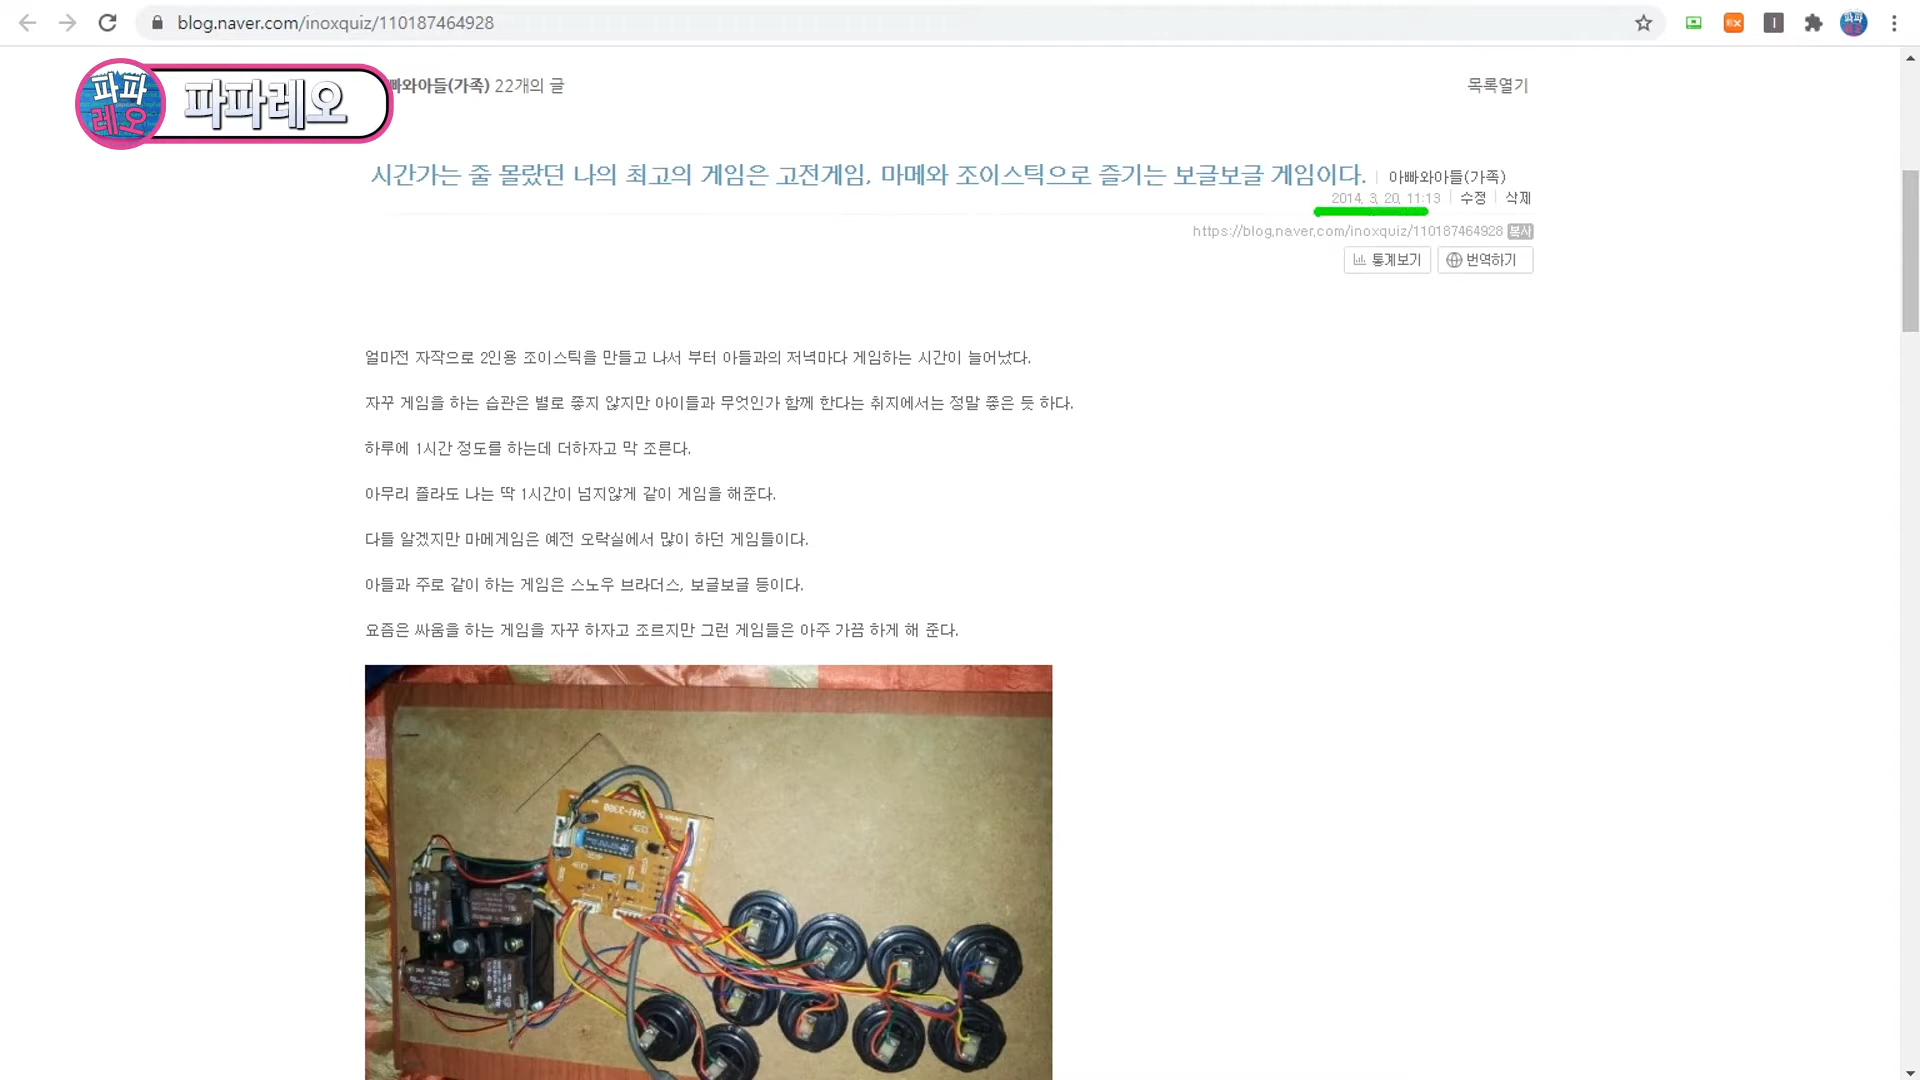 blog.naver.com/inoxquiz/110187464928
파파레오
파파레오
빠와아들(가족) 22개의 글
목록열기
시간가는 줄 몰랐던 나의 최고의 게임은 고전게임, 마메와 조이스틱으로 즐기는 보글보글 게임이다. | 아빠와아들(가족)
2014. 3. 20. 11:13 | 수정 | 삭제
https://blog.naver.com/inoxquiz/110187464928 복사
통계보기 번역하기
얼마전 자작으로 2인용 조이스틱을 만들고 나서 부터 아들과의 저녁마다 게임하는 시간이 늘어났다.
자꾸 게임을 하는 습관은 별로 좋지 않지만 아이들과 무엇인가 함께 한다는 취지에서는 정말 좋은 듯 하다.
하루에 1시간 정도를 하는데 더하자고 막 조른다.
아무리 졸라도 나는 딱 1시간이 넘지않게 같이 게임을 해준다.
다들 알겠지만 마메게임은 예전 오락실에서 많이 하던 게임들이다.
아들과 주로 같이 하는 게임은 스노우 브라더스, 보글보글 등이다.
요즘은 싸움을 하는 게임을 자꾸 하자고 조르지만 그런 게임들은 아주 가끔 하게 해 준다.